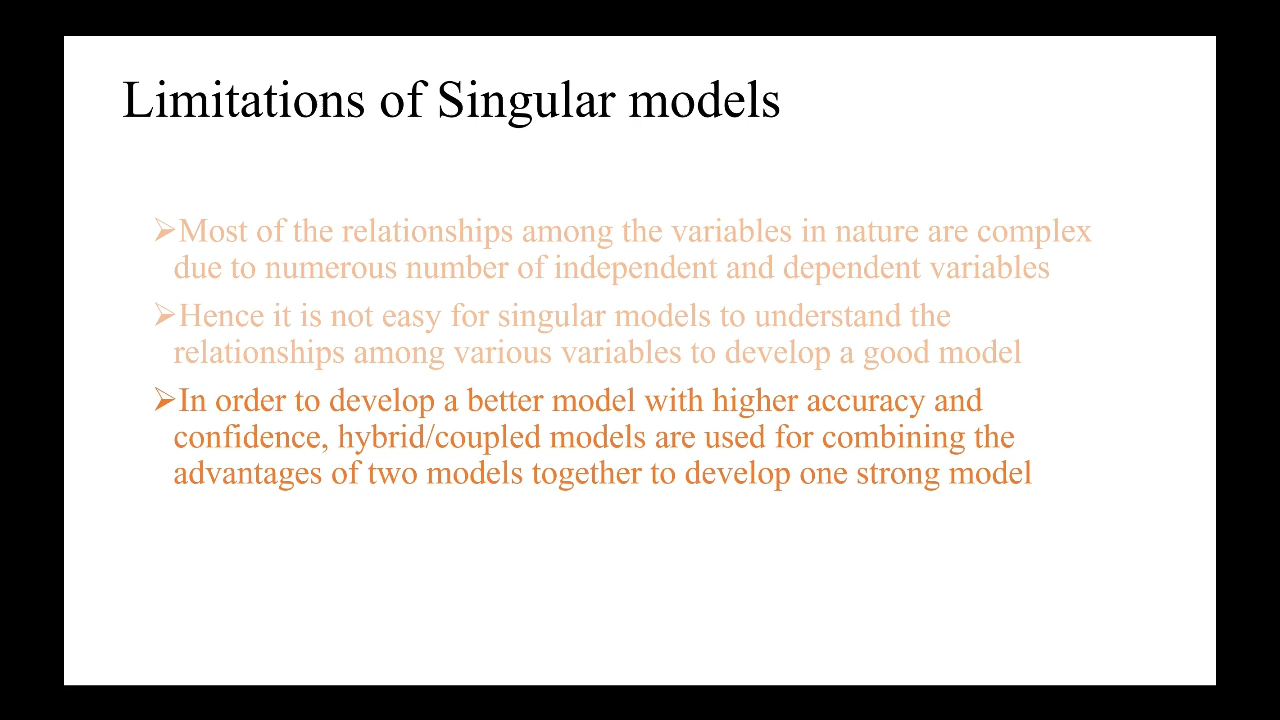 Limitations of Singular models
➢Most of the relationships among the variables in nature are complex
due to numerous number of independent and dependent variables
➢Hence it is not easy for singular models to understand the
relationships among various variables to develop a good model
➢In order to develop a better model with higher accuracy and
confidence, hybrid/coupled models are used for combining the
advantages of two models together to develop one strong model